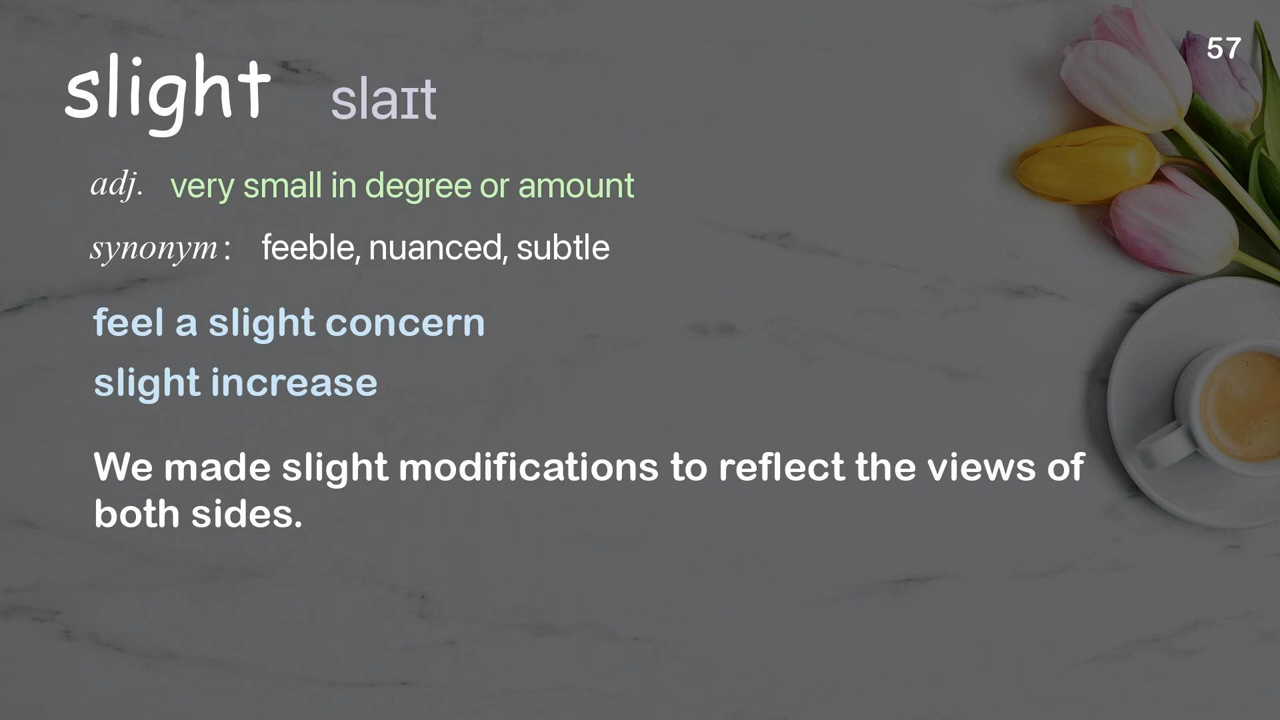 57
slight slaɪt
adj. very small in degree or amount
synonym: feeble, nuanced, subtle
feel a slight concern
slight increase
We made slight modifications to reflect the views of
both sides.